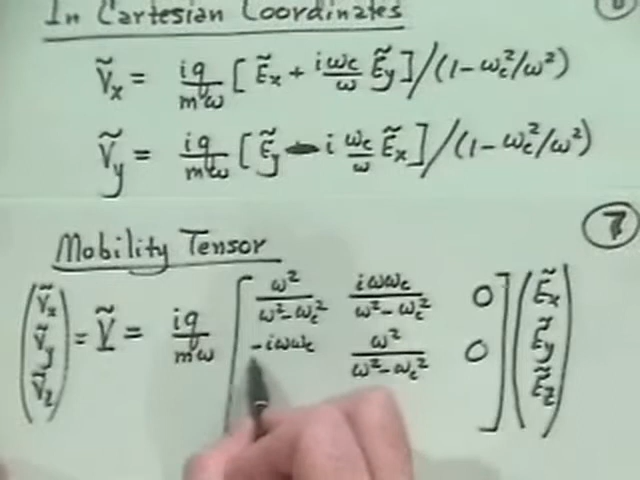 In Cartesian Coordinates
Ṽx = iq/mω [Ẽx + iωc/ω Ẽy]/(1-ωc²/ω²)
Ṽy = iq/mω [Ẽy - i ωc/ω Ẽx]/(1-ωc²/ω²)
7
Mobility Tensor
(Ṽx Ṽy Ṽz) = Ṽ = iq/mω [ω²/(ω²-ωc²) iωωc/(ω²-ωc²) 0
-iωωc ω²/(ω²-ωc²) 0] (Ẽx Ẽy Ẽz)